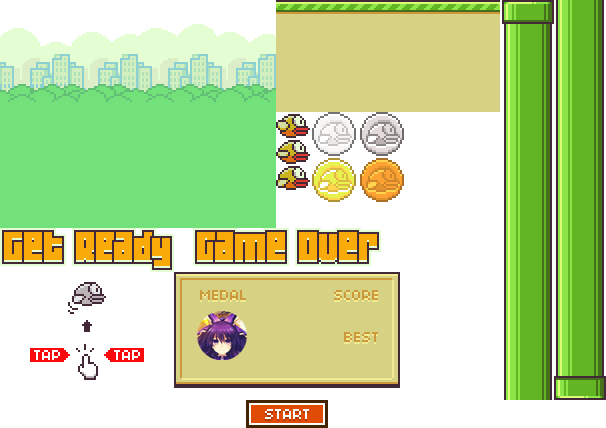 Get Ready
Game Over
MEDAL
SCORE
BEST
TAP
TAP
START